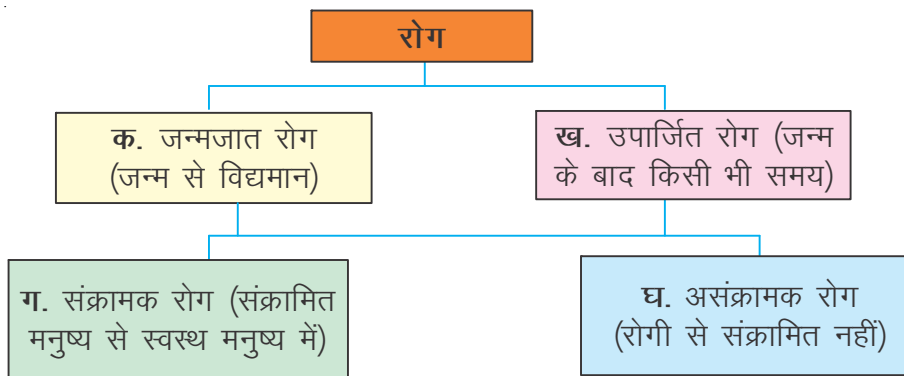 रोग
क. जन्मजात रोग
(जन्म से विद्यमान)
ख. उपार्जित रोग (जन्म
के बाद किसी भी समय)
ग. संक्रामक रोग (संक्रामित
मनुष्य से स्वस्थ मनुष्य में)
घ. असंक्रामक रोग
(रोगी से संक्रामित नहीं)